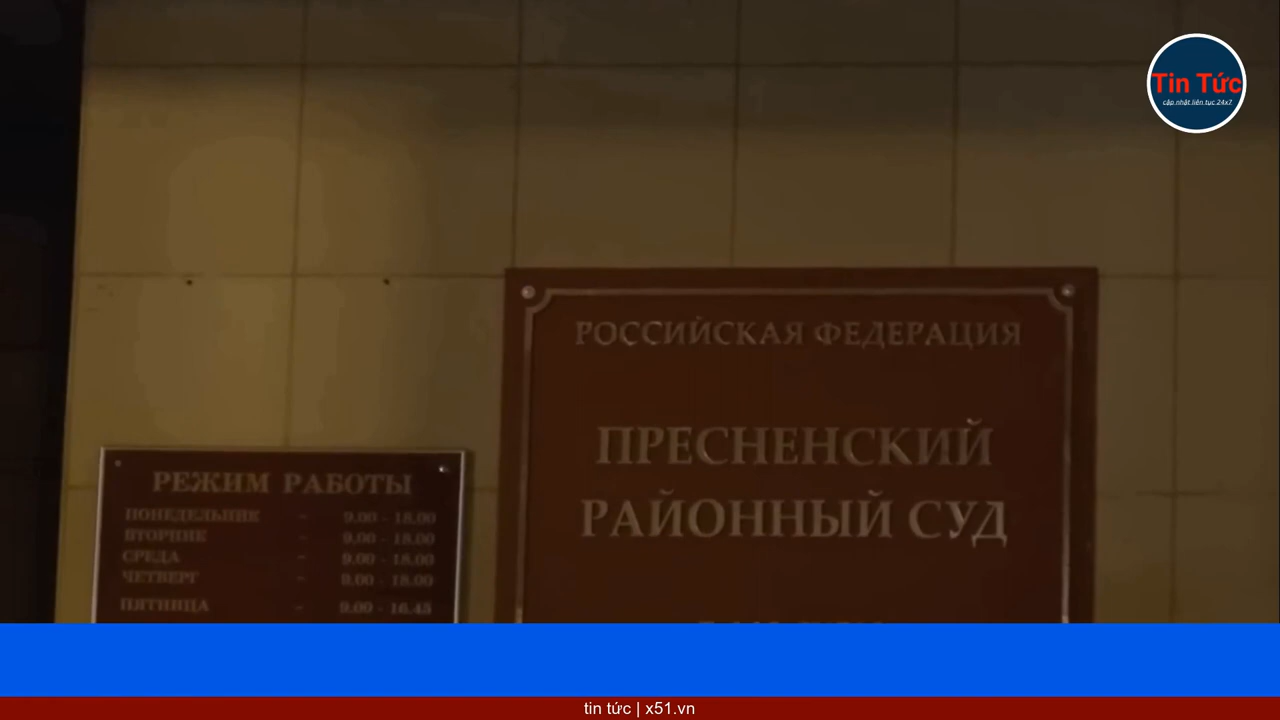 Tin Tức
cập.nhật.liên.tục.24x7
РОССИЙСКАЯ ФЕДЕРАЦИЯ
ПРЕСНЕНСКИЙ
РАЙОННЫЙ СУД
РЕЖИМ РАБОТЫ
ПОНЕДЕЛЬНИК - 9.00 - 18.00
ВТОРНИК - 9.00 - 18.00
СРЕДА - 9.00 - 18.00
ЧЕТВЕРГ - 9.00 - 18.00
ПЯТНИЦА - 9.00 - 16.45
tin tức | x51.vn